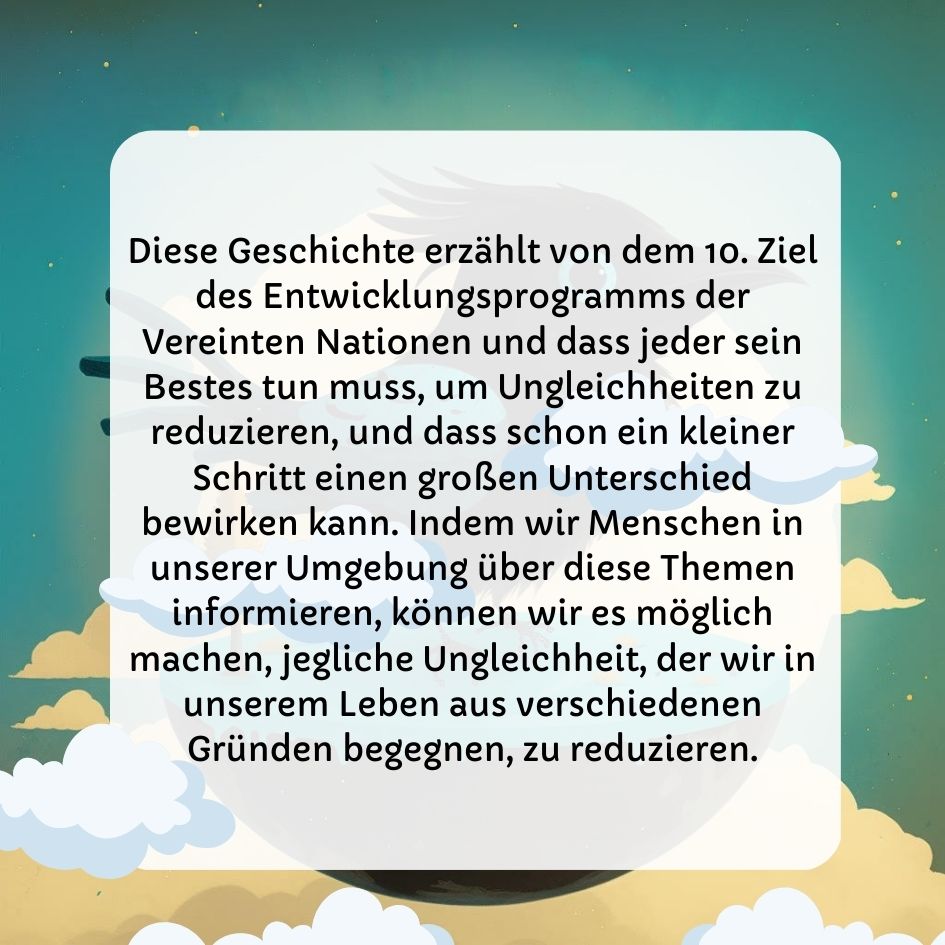 Diese Geschichte erzählt von dem 10. Ziel
des Entwicklungsprogramms der
Vereinten Nationen und dass jeder sein
Bestes tun muss, um Ungleichheiten zu
reduzieren, und dass schon ein kleiner
Schritt einen großen Unterschied
bewirken kann. Indem wir Menschen in
unserer Umgebung über diese Themen
informieren, können wir es möglich
machen, jegliche Ungleichheit, der wir in
unserem Leben aus verschiedenen
Gründen begegnen, zu reduzieren.